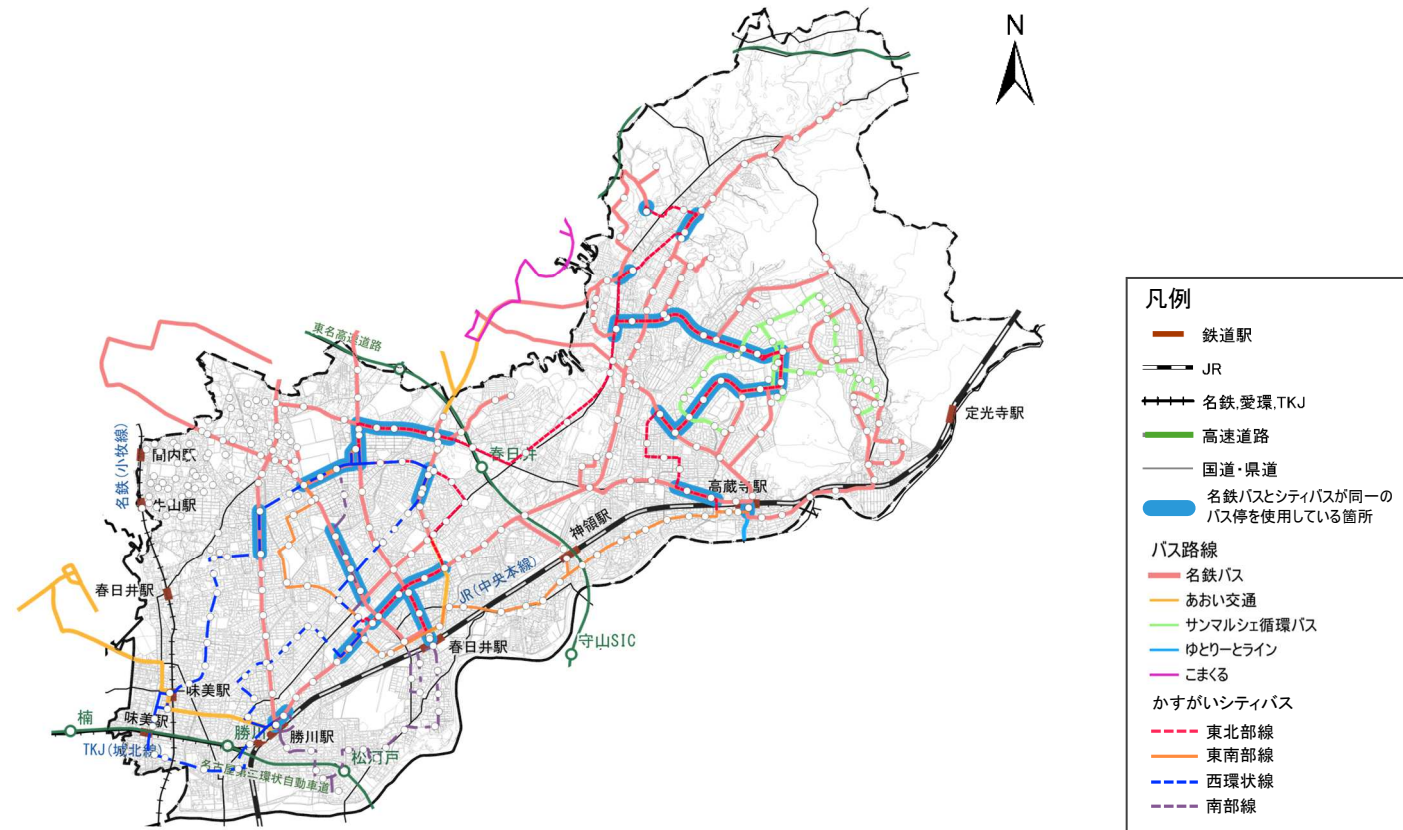 N
東名高速道路
春日井
名鉄(小牧線)
間内駅
牛山駅
春日井駅
味美駅
味美駅
楠
TKJ(城北線)
勝川
勝川駅
名古屋第二環状自動車道
松河戸
春日井駅
JR(中央本線)
神領駅
守山SIC
高蔵寺駅
定光寺駅
凡例
鉄道駅
JR
名鉄,愛環,TKJ
高速道路
国道・県道
名鉄バスとシティバスが同一の
バス停を使用している箇所
バス路線
名鉄バス
あおい交通
サンマルシェ循環バス
ゆとりーとライン
こまくる
かすがいシティバス
東北部線
東南部線
西環状線
南部線